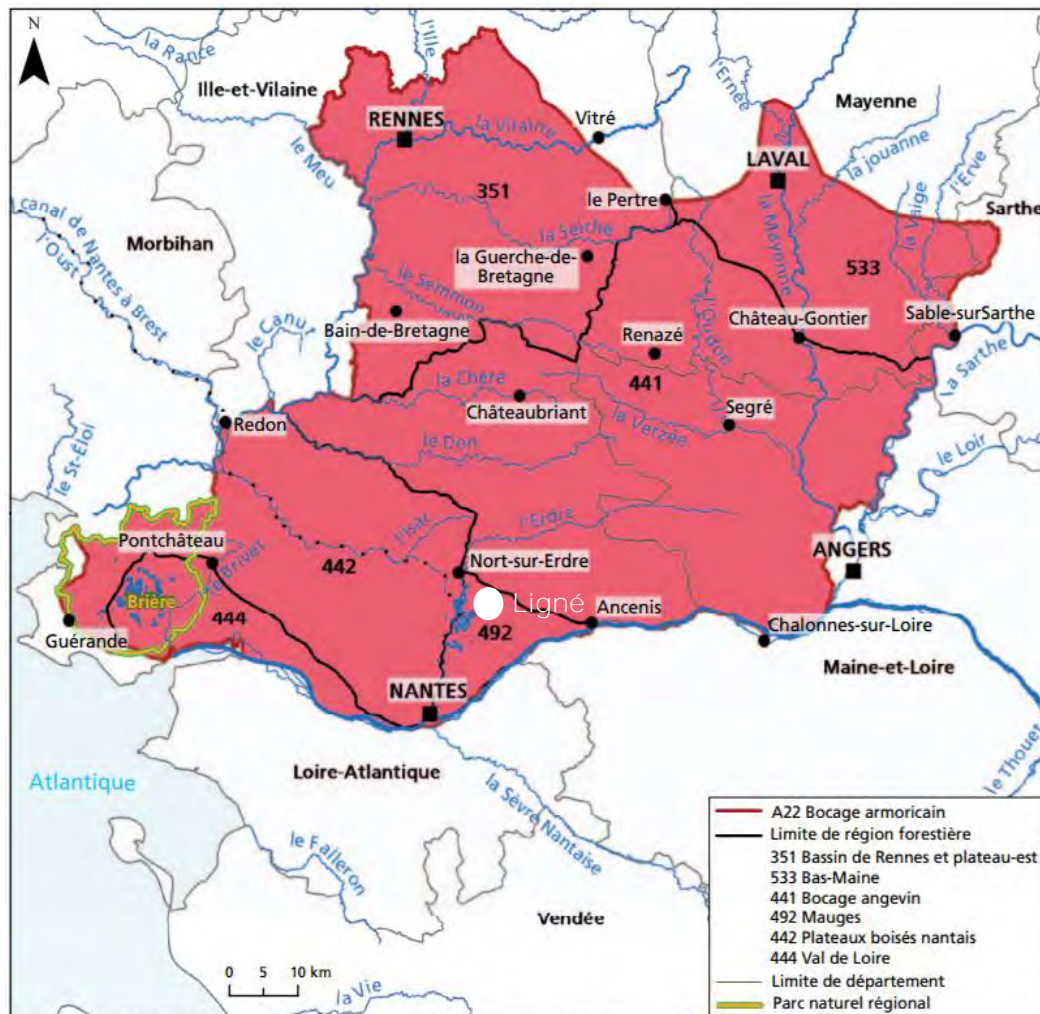 N
la Rance
l'Ille
l'Ernée
Ille-et-Vilaine
Mayenne
RENNES
la Vilaine
Vitré
le Meu
LAVAL
la jouanne
l'Erve
la Vaige
351
le Pertre
Sarthe
canal de Nantes à Brest
l'Oust
Morbihan
la Seiche
la Mayenne
la Guerche-de-
Bretagne
533
le Semnon
l'Oudon
Bain-de-Bretagne
le Canu
Renazé
Château-Gontier
Sable-surSarthe
la Sarthe
la Chère
441
Châteaubriant
Segré
la Verzée
Redon
le Don
le Loir
le St-Éloi
l'Isac
l'Erdre
Pontchâteau
ANGERS
442
Nort-sur-Erdre
le Brivet
Brière
Ligné
Ancenis
444
492
Guérande
Chalonnes-sur-Loire
Maine-et-Loire
NANTES
Loire-Atlantique
Atlantique
la Sèvre Nantaise
le Thouet
le Falleron
Vendée
0 5 10 km
la Vie
A22 Bocage armoricain
Limite de région forestière
351 Bassin de Rennes et plateau-est
533 Bas-Maine
441 Bocage angevin
492 Mauges
442 Plateaux boisés nantais
444 Val de Loire
Limite de département
Parc naturel régional